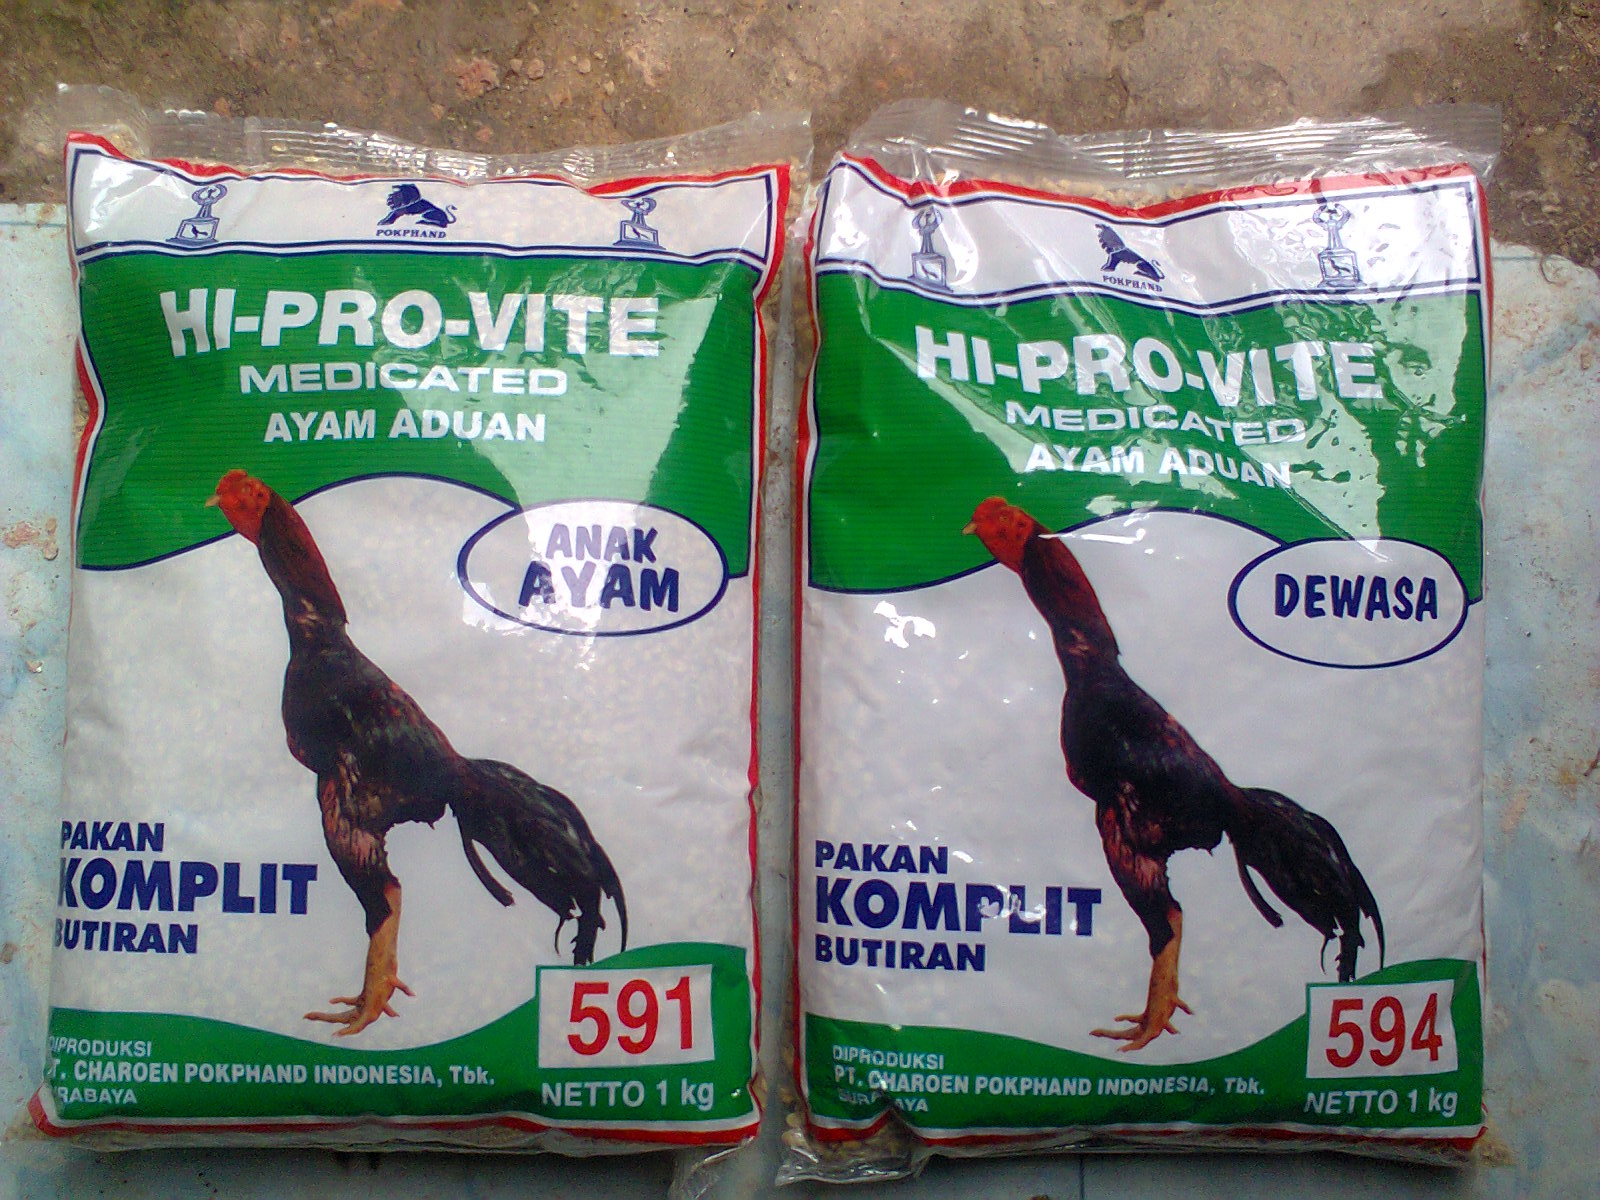 POKPHAND
HI-PRO-VITE
MEDICATED
AYAM ADUAN
ANAK
AYAM
PAKAN
KOMPLIT
BUTIRAN
591
DIPRODUKSI
PT. CHAROEN POKPHAND INDONESIA, Tbk.
SURABAYA
NETTO 1 kg
POKPHAND
HI-PRO-VITE
MEDICATED
AYAM ADUAN
DEWASA
PAKAN
KOMPLIT
BUTIRAN
594
DIPRODUKSI
PT. CHAROEN POKPHAND INDONESIA, Tbk.
SURABAYA
NETTO 1 kg